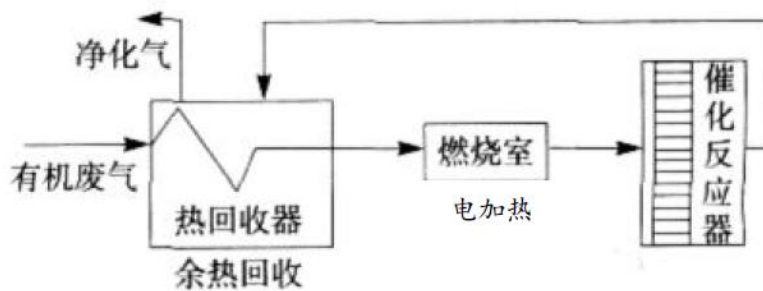 净化气
有机废气
热回收器
余热回收
燃烧室
电加热
催化反应器